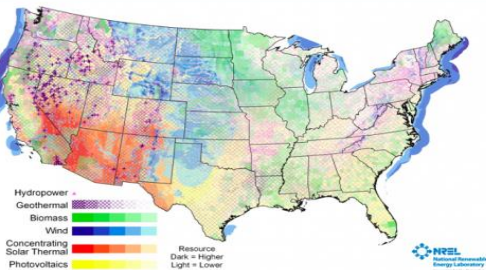 Hydropower
Geothermal
Biomass
Wind
Concentrating
Solar Thermal
Photovoltaics
Resource
Dark = Higher
Light = Lower
NREL
National Renewable
Energy Laboratory